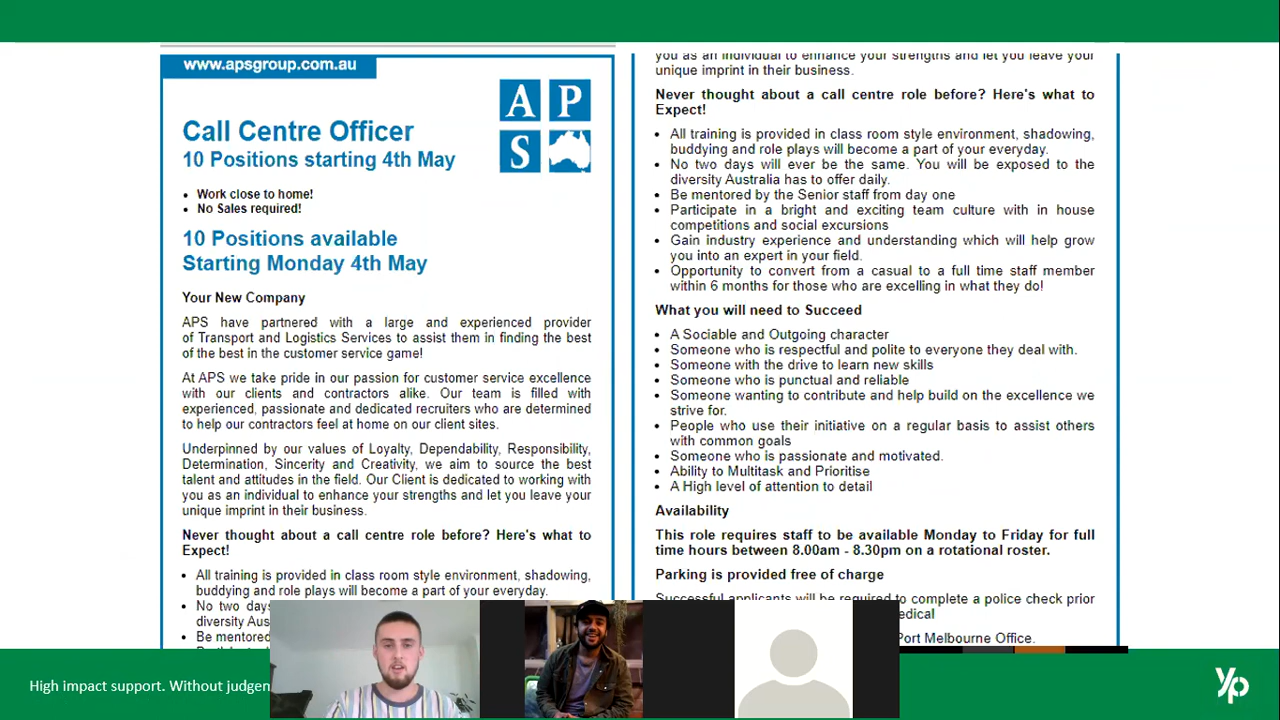 www.apsgroup.com.au
A P
S
Call Centre Officer
10 Positions starting 4th May
Work close to home!
No Sales required!
10 Positions available
Starting Monday 4th May
Your New Company
APS have partnered with a large and experienced provider
of Transport and Logistics Services to assist them in finding the best
of the best in the customer service game!
At APS we take pride in our passion for customer service excellence
with our clients and contractors alike. Our team is filled with
experienced, passionate and dedicated recruiters who are determined
to help our contractors feel at home on our client sites.
Underpinned by our values of Loyalty, Dependability, Responsibility,
Determination, Sincerity and Creativity, we aim to source the best
talent and attitudes in the field. Our Client is dedicated to working with
you as an individual to enhance your strengths and let you leave your
unique imprint in their business.
Never thought about a call centre role before? Here's what to
Expect!
All training is provided in class room style environment, shadowing,
buddying and role plays will become a part of your everyday.
No two days
diversity Aus
Be mentored
you as an individual to enhance your strengths and let you leave your
unique imprint in their business.
Never thought about a call centre role before? Here's what to
Expect!
All training is provided in class room style environment, shadowing,
buddying and role plays will become a part of your everyday.
No two days will ever be the same. You will be exposed to the
diversity Australia has to offer daily.
Be mentored by the Senior staff from day one
Participate in a bright and exciting team culture with in house
competitions and social excursions
Gain industry experience and understanding which will help grow
you into an expert in your field.
Opportunity to convert from a casual to a full time staff member
within 6 months for those who are excelling in what they do!
What you will need to Succeed
A Sociable and Outgoing character
Someone who is respectful and polite to everyone they deal with.
Someone with the drive to learn new skills
Someone who is punctual and reliable
Someone wanting to contribute and help build on the excellence we
strive for.
People who use their initiative on a regular basis to assist others
with common goals
Someone who is passionate and motivated.
Ability to Multitask and Prioritise
A High level of attention to detail
Availability
This role requires staff to be available Monday to Friday for full
time hours between 8.00am - 8.30pm on a rotational roster.
Parking is provided free of charge
Successful applicants will be required to complete a police check prior
edical
Port Melbourne Office.
High impact support. Without judgen
yp